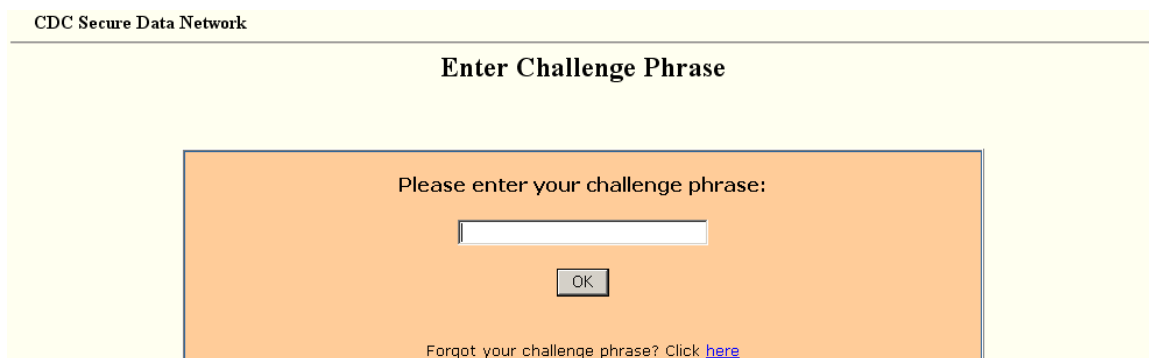 CDC Secure Data Network
Enter Challenge Phrase
Please enter your challenge phrase:
OK
Forgot your challenge phrase? Click here